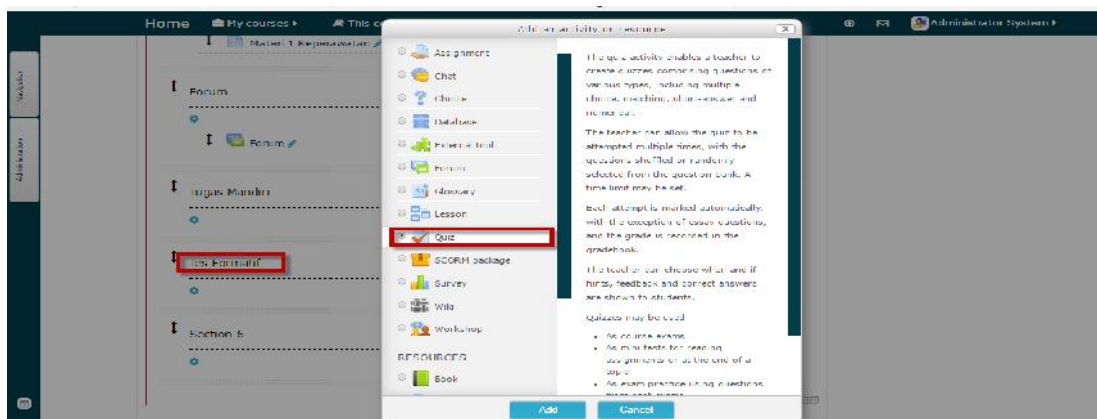 Home My courses This c
Administrator System
Navigation
Administration
Materi 1 Keperawatan
Forum
Forum
Tugas Mandiri
Tes Formatif
Section 6
Add an activity or resource
Assignment
Chat
Choice
Database
External tool
Forum
Glossary
Lesson
Quiz
SCORM package
Survey
Wiki
Workshop
RESOURCES
Book
The quiz activity enables a teacher to
create quizzes comprising questions of
various types, including multiple
choice, matching, short-answer and
numerical.
The teacher can allow the quiz to be
attempted multiple times, with the
questions shuffled or randomly
selected from the question bank. A
time limit may be set.
Each attempt is marked automatically,
with the exception of essay questions,
and the grade is recorded in the
gradebook.
The teacher can choose when and if
hints, feedback and correct answers
are shown to students.
Quizzes may be used
As course exams
As mini tests for reading
assignments or at the end of a
topic
As exam practice using questions
from past exams
Add Cancel